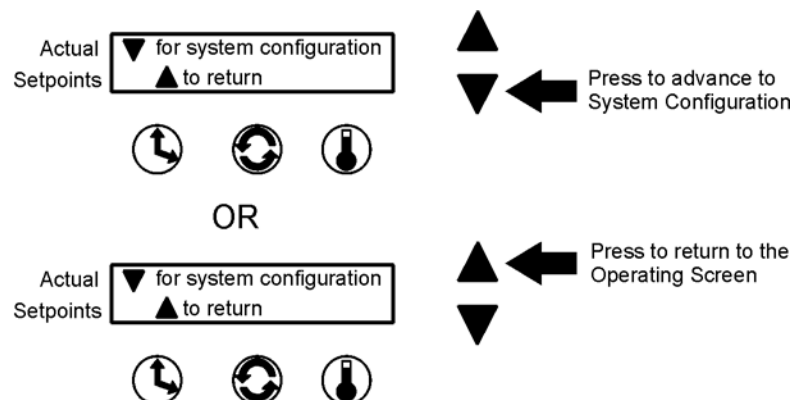 Actual ▼ for system configuration
Setpoints ▲ to return
Press to advance to
System Configuration
OR
Actual ▼ for system configuration
Setpoints ▲ to return
Press to return to the
Operating Screen